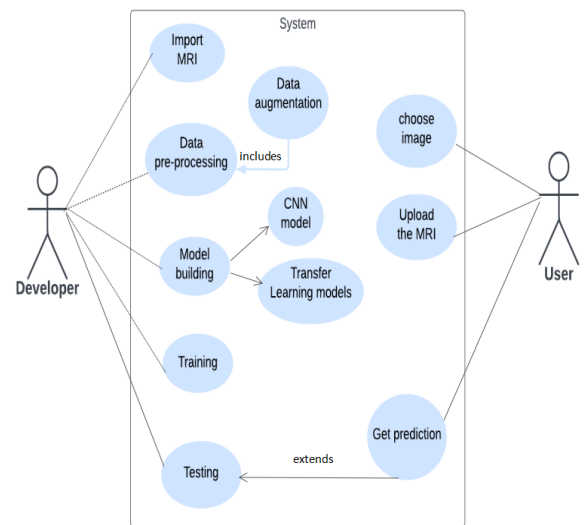 System
Import
MRI
Data
augmentation
choose
image
Data
pre-processing
includes
CNN
model
Upload
the MRI
Model
building
Transfer
Learning models
Developer
User
Training
Get prediction
extends
Testing